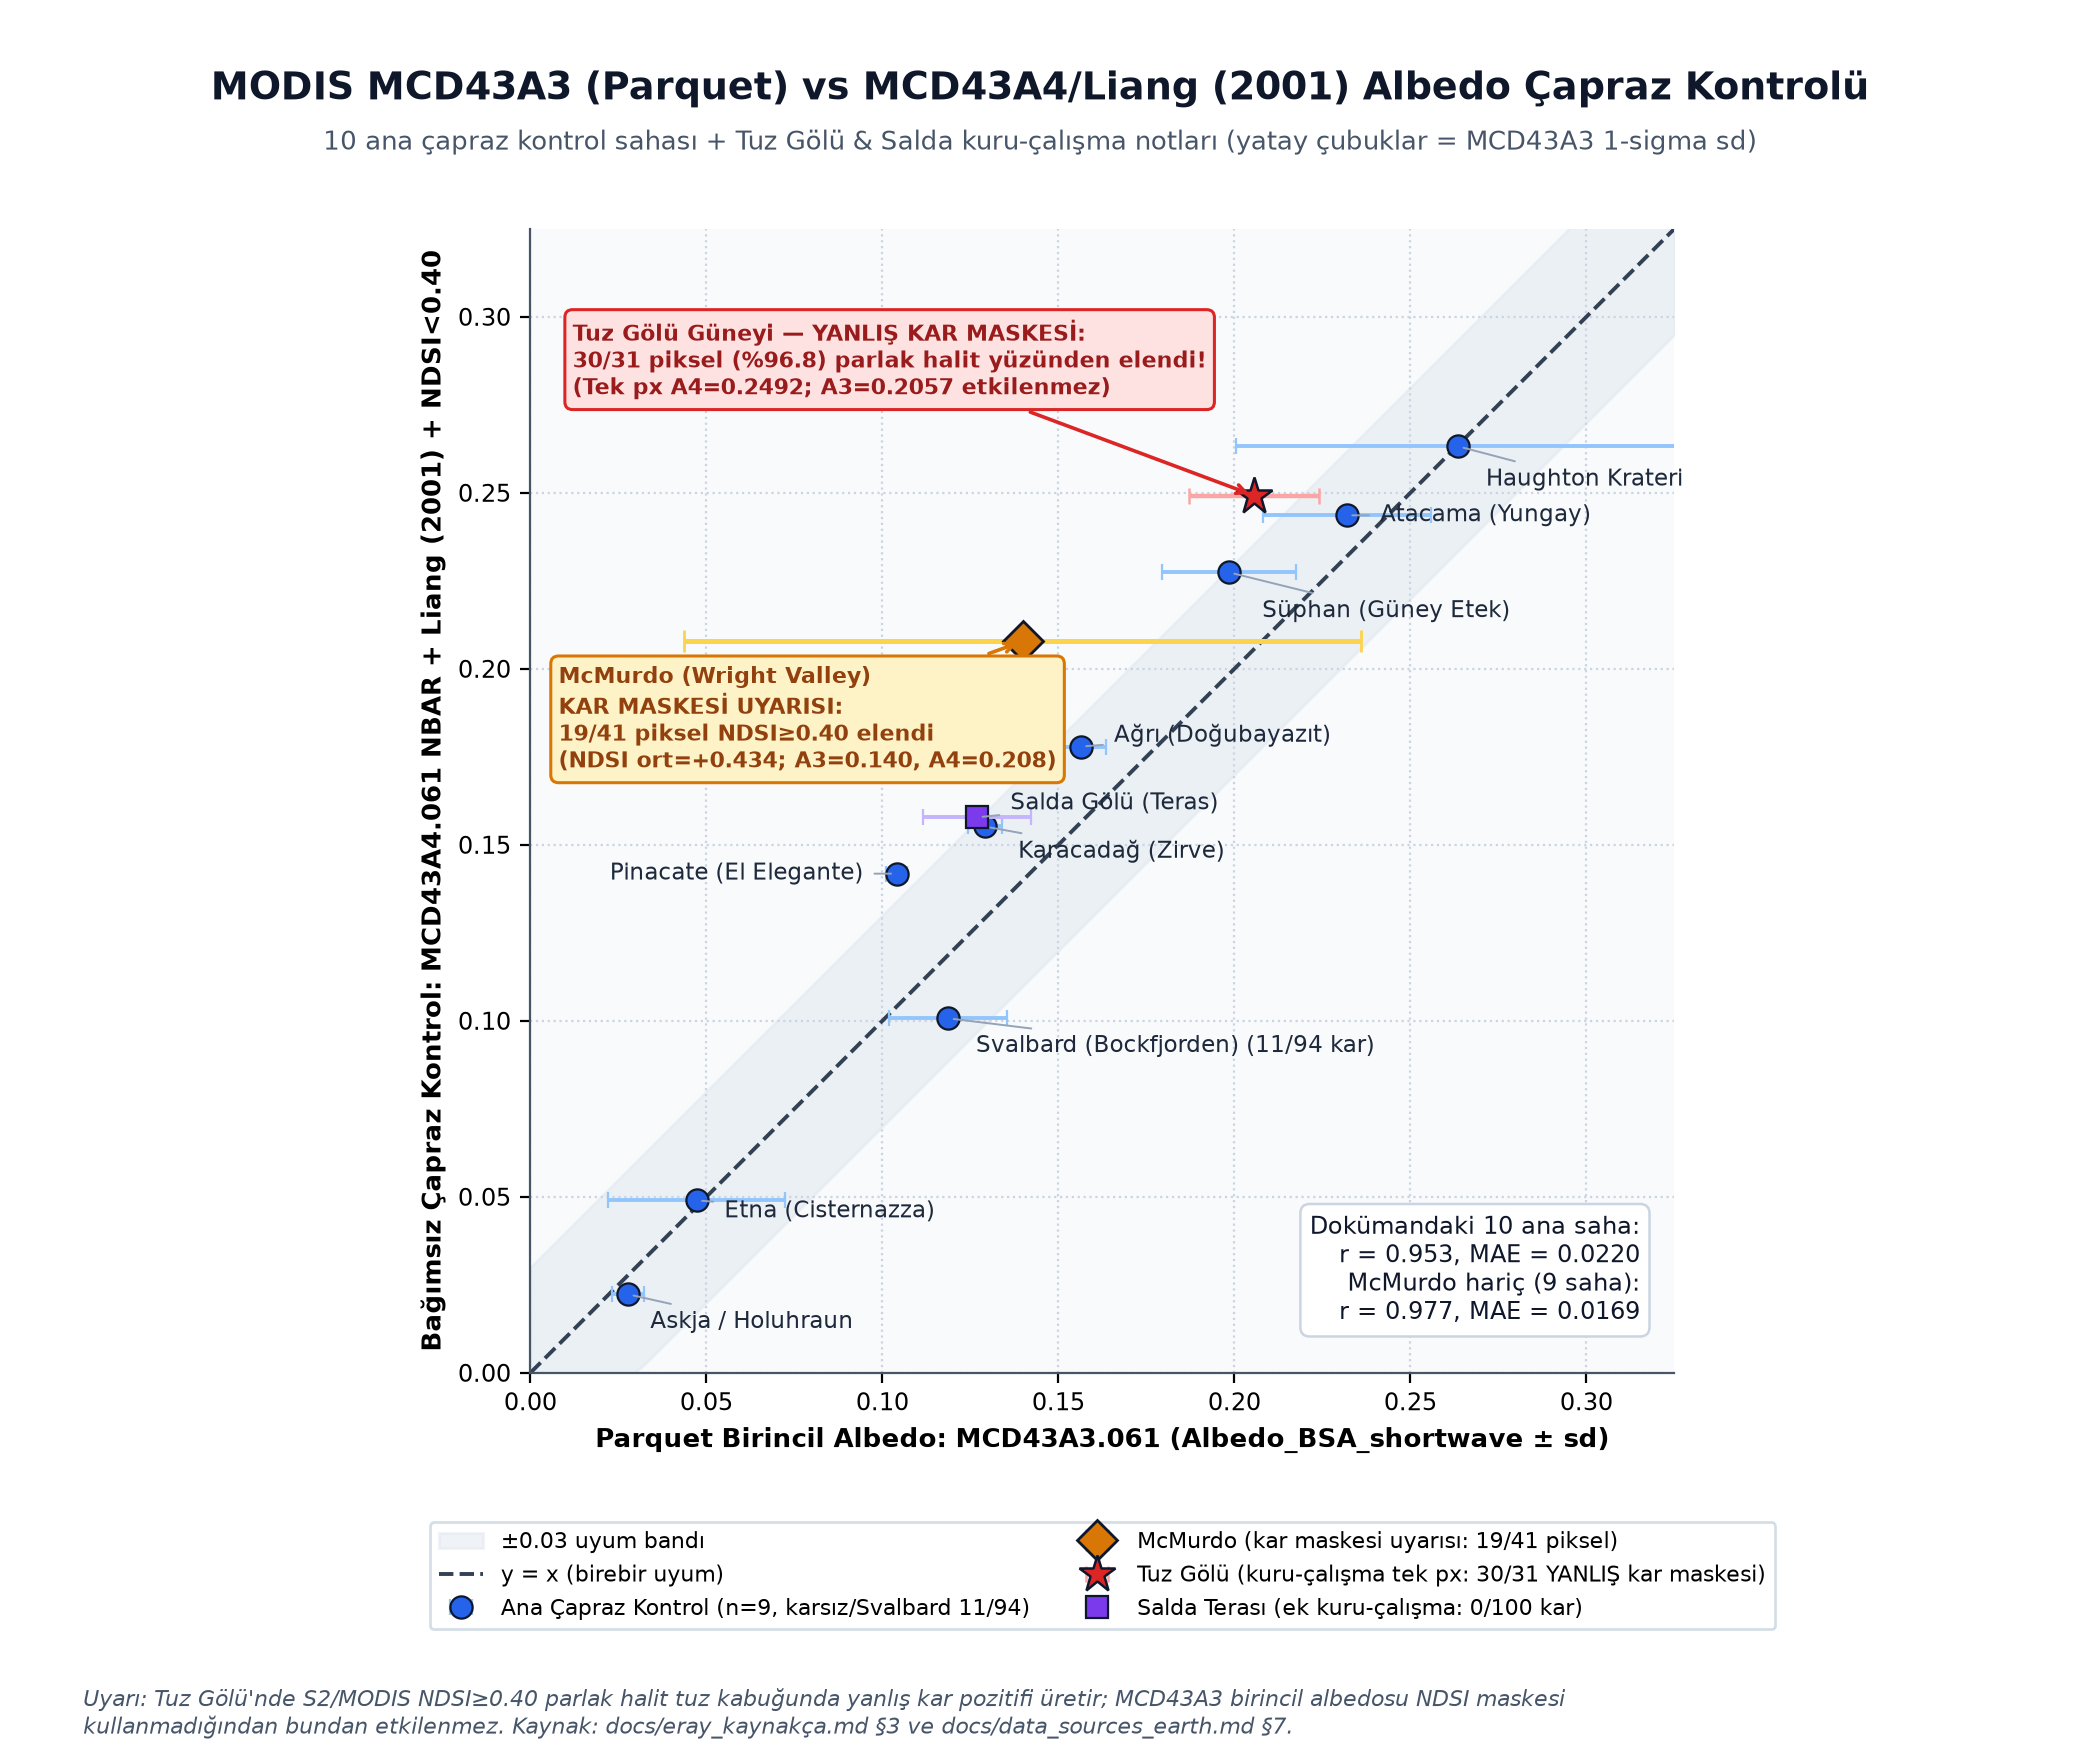 MODIS MCD43A3 (Parquet) vs MCD43A4/Liang (2001) Albedo Çapraz Kontrolü
10 ana çapraz kontrol sahası + Tuz Gölü & Salda kuru-çalışma notları (yatay çubuklar = MCD43A3 1-sigma sd)
Bağımsız Çapraz Kontrol: MCD43A4.061 NBAR + Liang (2001) + NDSI<0.40
0.30
0.25
0.20
0.15
0.10
0.05
0.00
Tuz Gölü Güneyi — YANLIŞ KAR MASKESİ:
30/31 piksel (%96.8) parlak halit yüzünden elendi!
(Tek px A4=0.2492; A3=0.2057 etkilenmez)
Haughton Krateri
Atacama (Yungay)
Süphan (Güney Etek)
McMurdo (Wright Valley)
KAR MASKESİ UYARISI:
19/41 piksel NDSI≥0.40 elendi
(NDSI ort=+0.434; A3=0.140, A4=0.208)
Ağrı (Doğubayazıt)
Salda Gölü (Teras)
Karacadağ (Zirve)
Pinacate (El Elegante)
Svalbard (Bockfjorden) (11/94 kar)
Etna (Cisternazza)
Askja / Holuhraun
Dokümandaki 10 ana saha:
r = 0.953, MAE = 0.0220
McMurdo hariç (9 saha):
r = 0.977, MAE = 0.0169
0.00 0.05 0.10 0.15 0.20 0.25 0.30
Parquet Birincil Albedo: MCD43A3.061 (Albedo_BSA_shortwave ± sd)
±0.03 uyum bandı
y = x (birebir uyum)
Ana Çapraz Kontrol (n=9, karsız/Svalbard 11/94)
McMurdo (kar maskesi uyarısı: 19/41 piksel)
Tuz Gölü (kuru-çalışma tek px: 30/31 YANLIŞ kar maskesi)
Salda Terası (ek kuru-çalışma: 0/100 kar)
Uyarı: Tuz Gölü'nde S2/MODIS NDSI≥0.40 parlak halit tuz kabuğunda yanlış kar pozitifi üretir; MCD43A3 birincil albedosu NDSI maskesi
kullanmadığından bundan etkilenmez. Kaynak: docs/eray_kaynakça.md §3 ve docs/data_sources_earth.md §7.